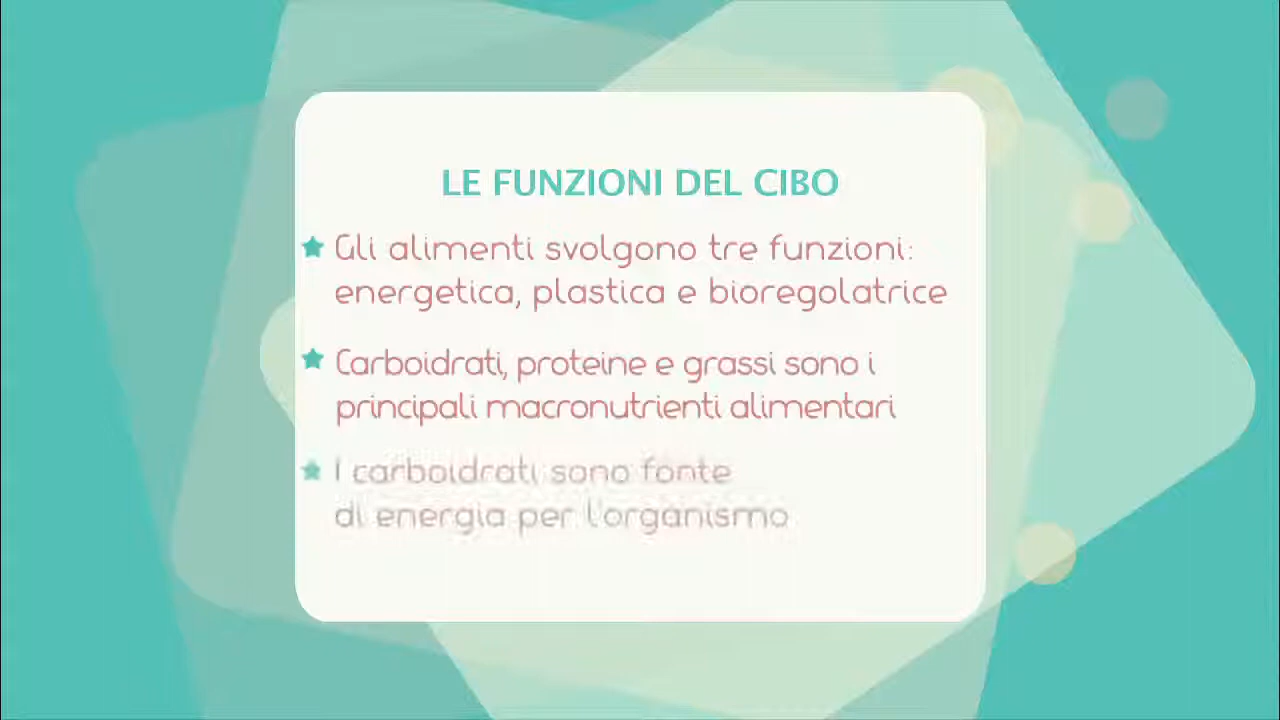 LE FUNZIONI DEL CIBO
Gli alimenti svolgono tre funzioni:
energetica, plastica e bioregolatrice
Carboidrati, proteine e grassi sono i
principali macronutrienti alimentari
I carboidrati sono fonte
di energia per l'organismo